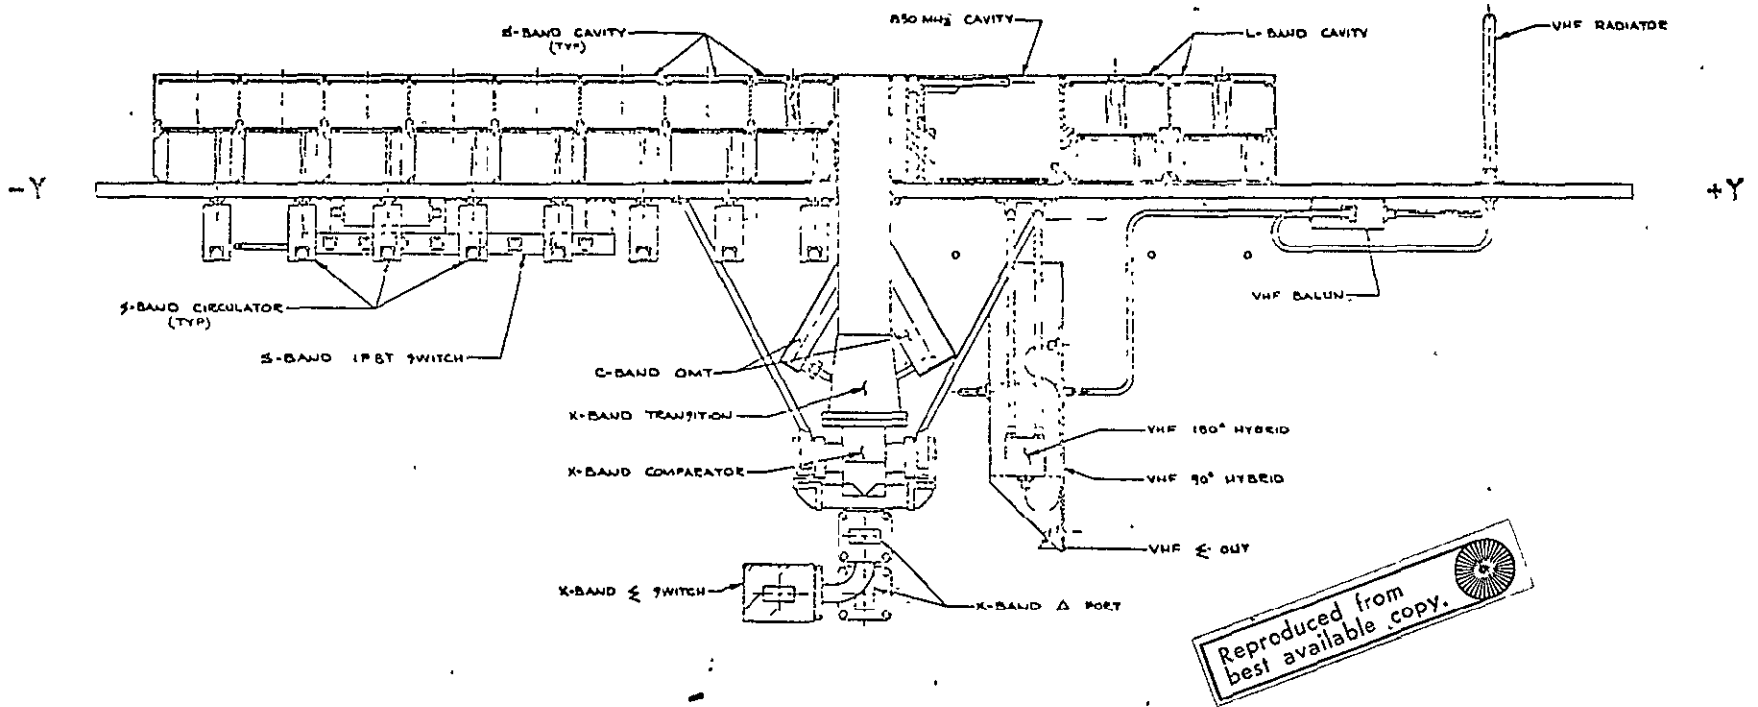 S-BAND CAVITY
(TYP)
850 MHz CAVITY
L-BAND CAVITY
VHF RADIATOR
-Y
+Y
S-BAND CIRCULATOR
(TYP)
S-BAND 1P8T SWITCH
VHF BALUN
C-BAND OMT
X-BAND TRANSITION
X-BAND COMPARATOR
VHF 180° HYBRID
VHF 90° HYBRID
VHF Σ OUT
X-BAND Σ SWITCH
X-BAND Δ PORT
Reproduced from
best available copy.